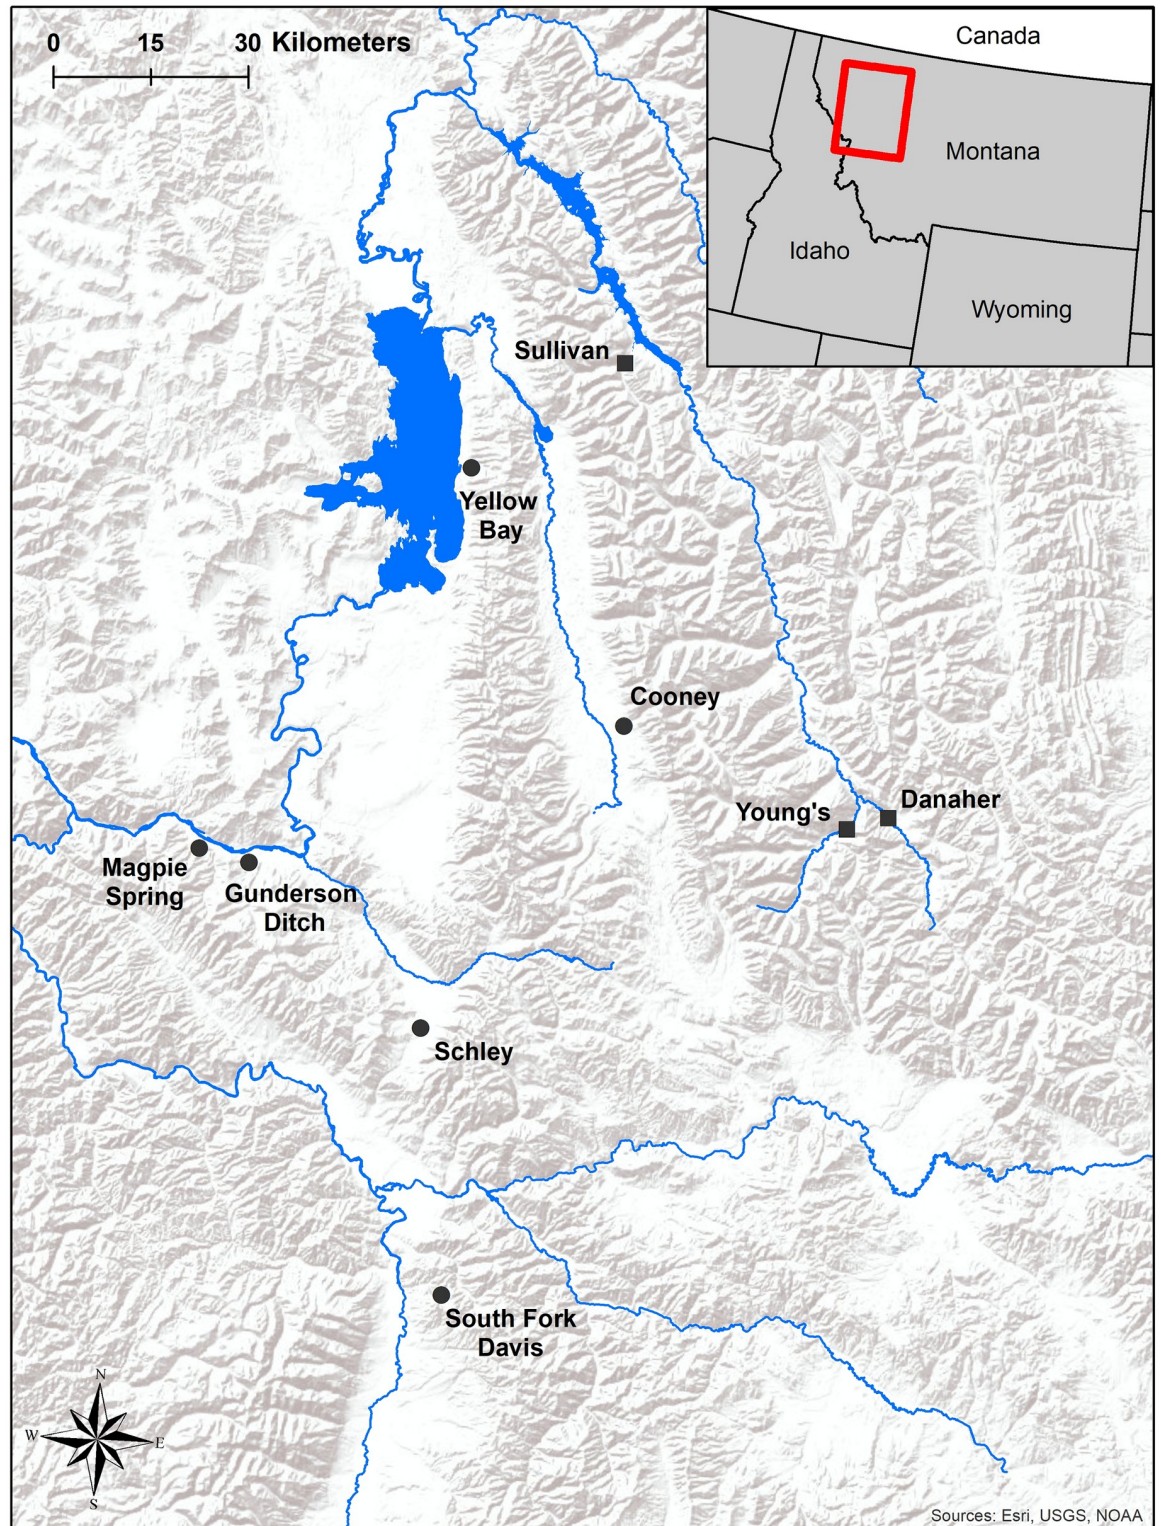 0 15 30 Kilometers
Canada
Montana
Idaho
Wyoming
Sullivan
Yellow
Bay
Cooney
Young's
Danaher
Magpie
Spring
Gunderson
Ditch
Schley
South Fork
Davis
N
W
E
S
Sources: Esri, USGS, NOAA